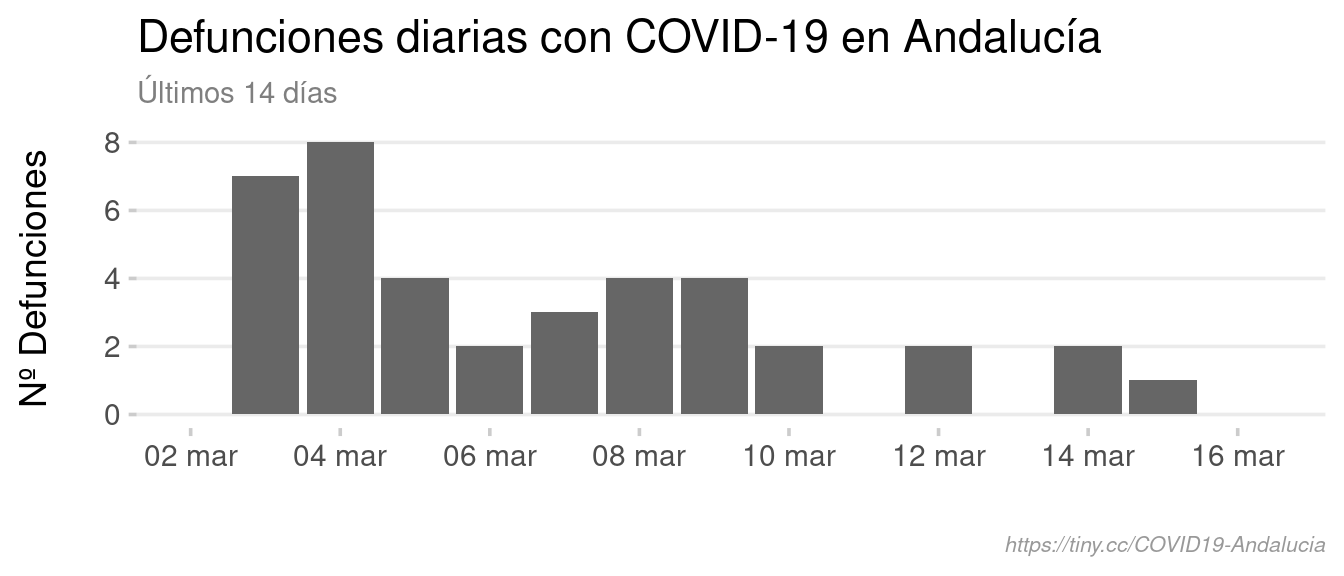 Defunciones diarias con COVID-19 en Andalucía
Últimos 14 días
Nº Defunciones
8
6
4
2
0
02 mar 04 mar 06 mar 08 mar 10 mar 12 mar 14 mar 16 mar
https://tiny.cc/COVID19-Andalucia